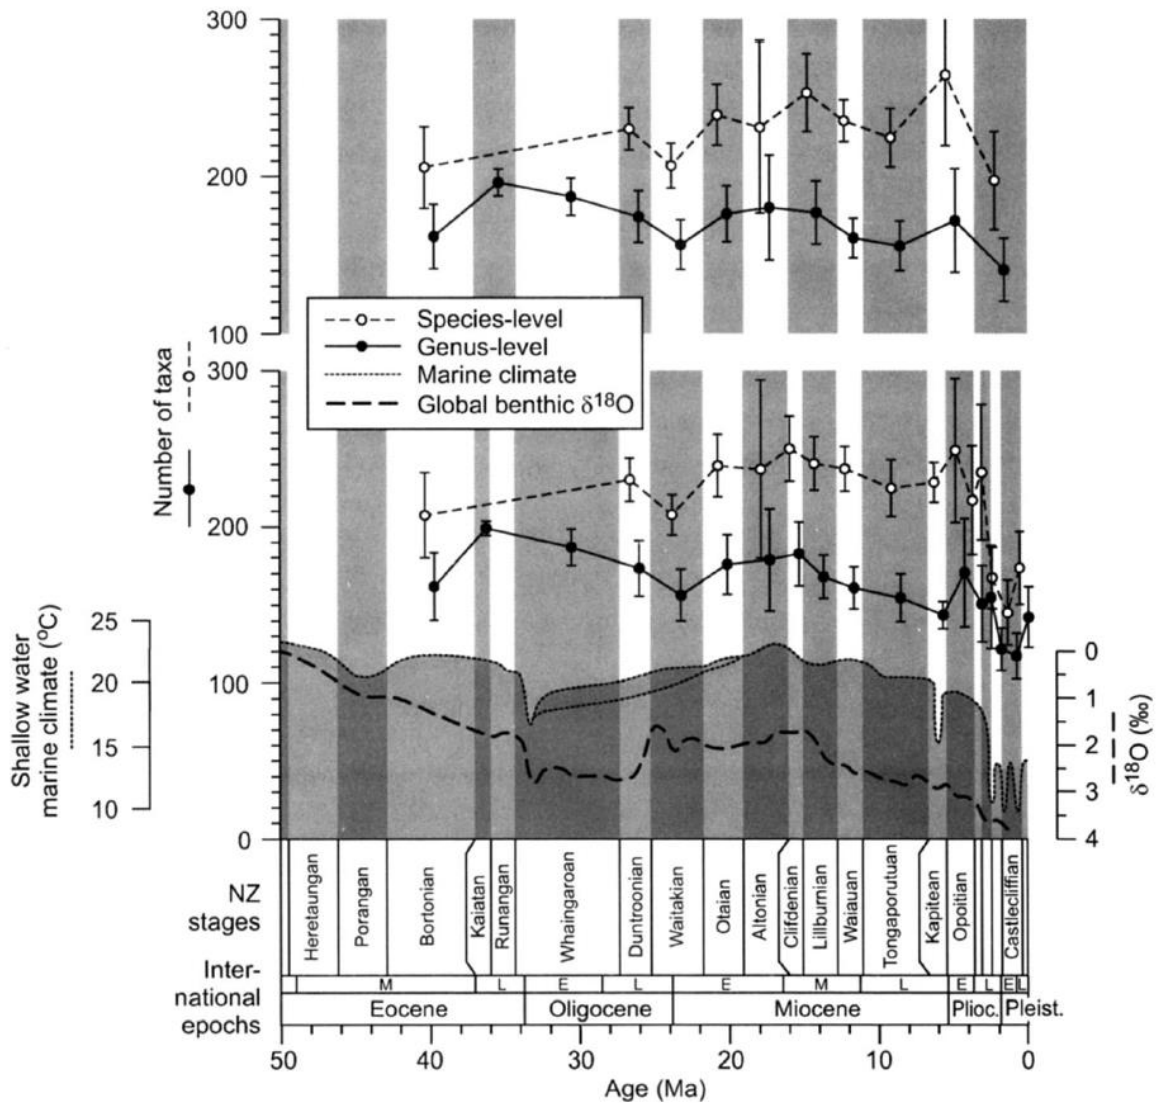 300
200
100
Species-level
Genus-level
Marine climate
Global benthic δ18O
Number of taxa
300
200
100
0
Shallow water
marine climate (ºC)
25
20
15
10
0
1
2
3
4
δ18O (‰)
NZ
stages
Heretaungan
Porangan
Bortonian
Kaiatan
Runangan
Whaingaroan
Duntroonian
Waitakian
Otaian
Altonian
Clifdenian
Lillburnian
Waiauan
Tongaporutuan
Kapitean
Opoitian
Castlecliffian
Inter-
national
epochs
M L E L E M L E L E L
Eocene Oligocene Miocene Plioc. Pleist.
50 40 30 20 10 0
Age (Ma)